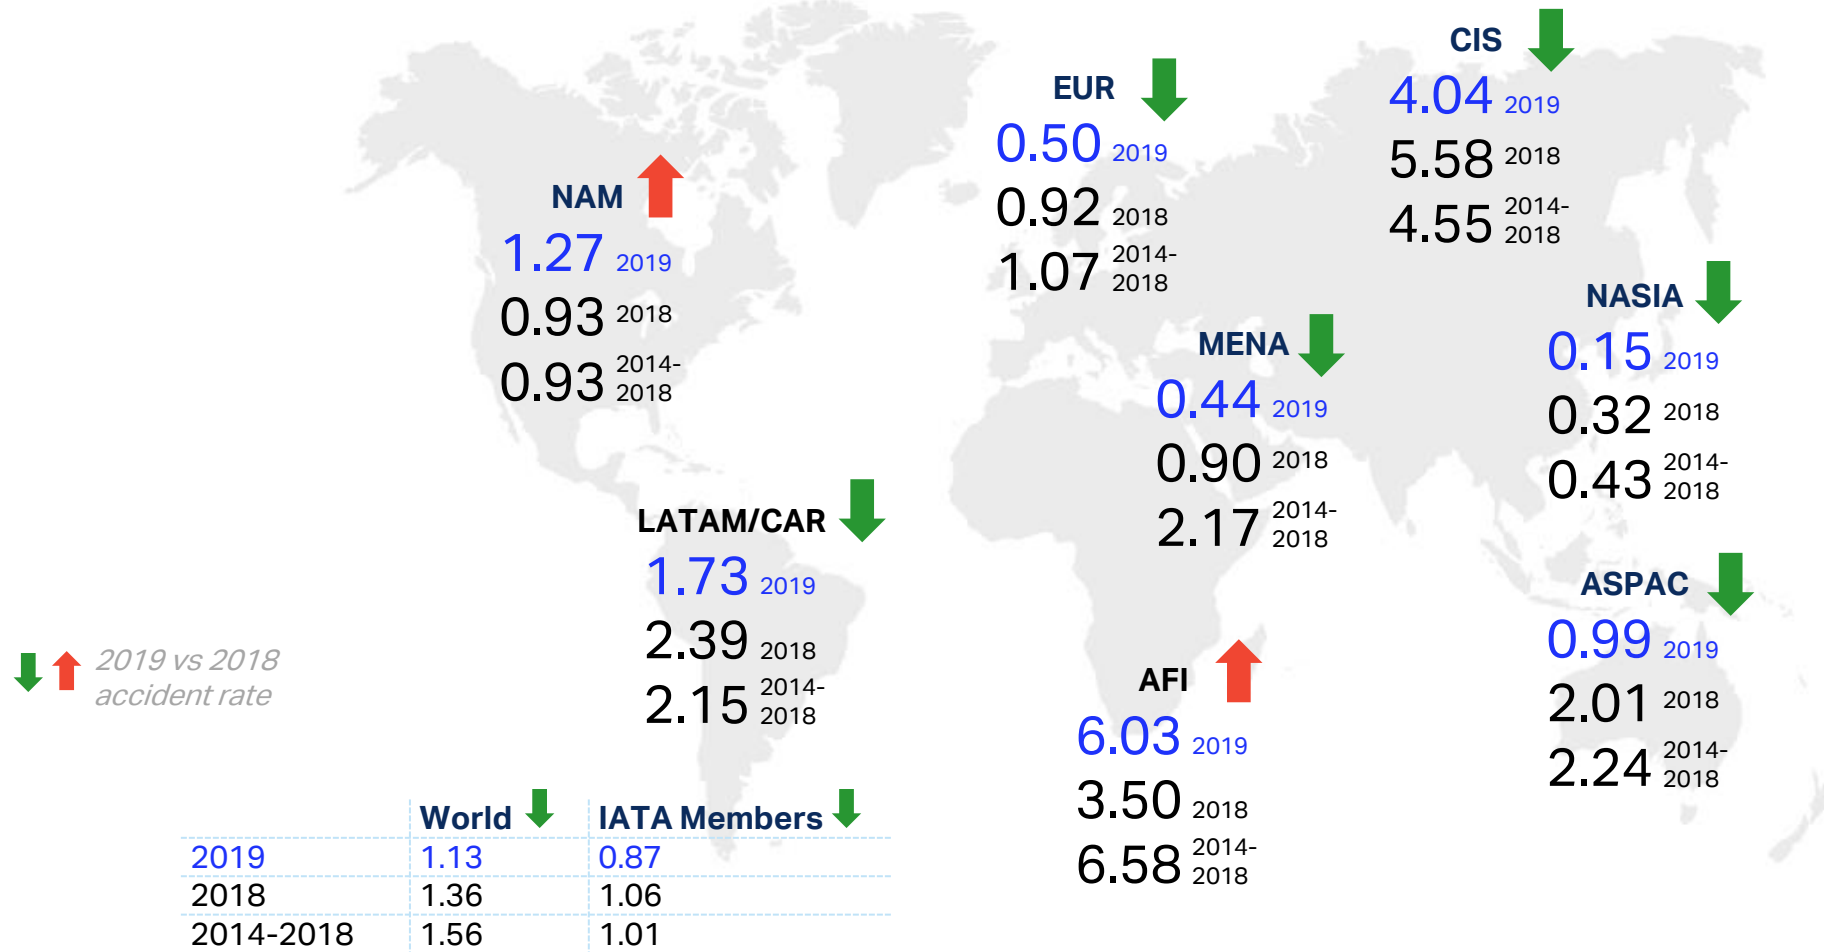 CIS
4.04 2019
5.58 2018
4.55 2014-
2018
EUR
0.50 2019
0.92 2018
1.07 2014-
2018
NAM
1.27 2019
0.93 2018
0.93 2014-
2018
NASIA
0.15 2019
0.32 2018
0.43 2014-
2018
MENA
0.44 2019
0.90 2018
2.17 2014-
2018
LATAM/CAR
1.73 2019
2.39 2018
2.15 2014-
2018
ASPAC
0.99 2019
2.01 2018
2.24 2014-
2018
AFI
6.03 2019
3.50 2018
6.58 2014-
2018
2019 vs 2018
accident rate
World IATA Members
2019 1.13 0.87
2018 1.36 1.06
2014-2018 1.56 1.01